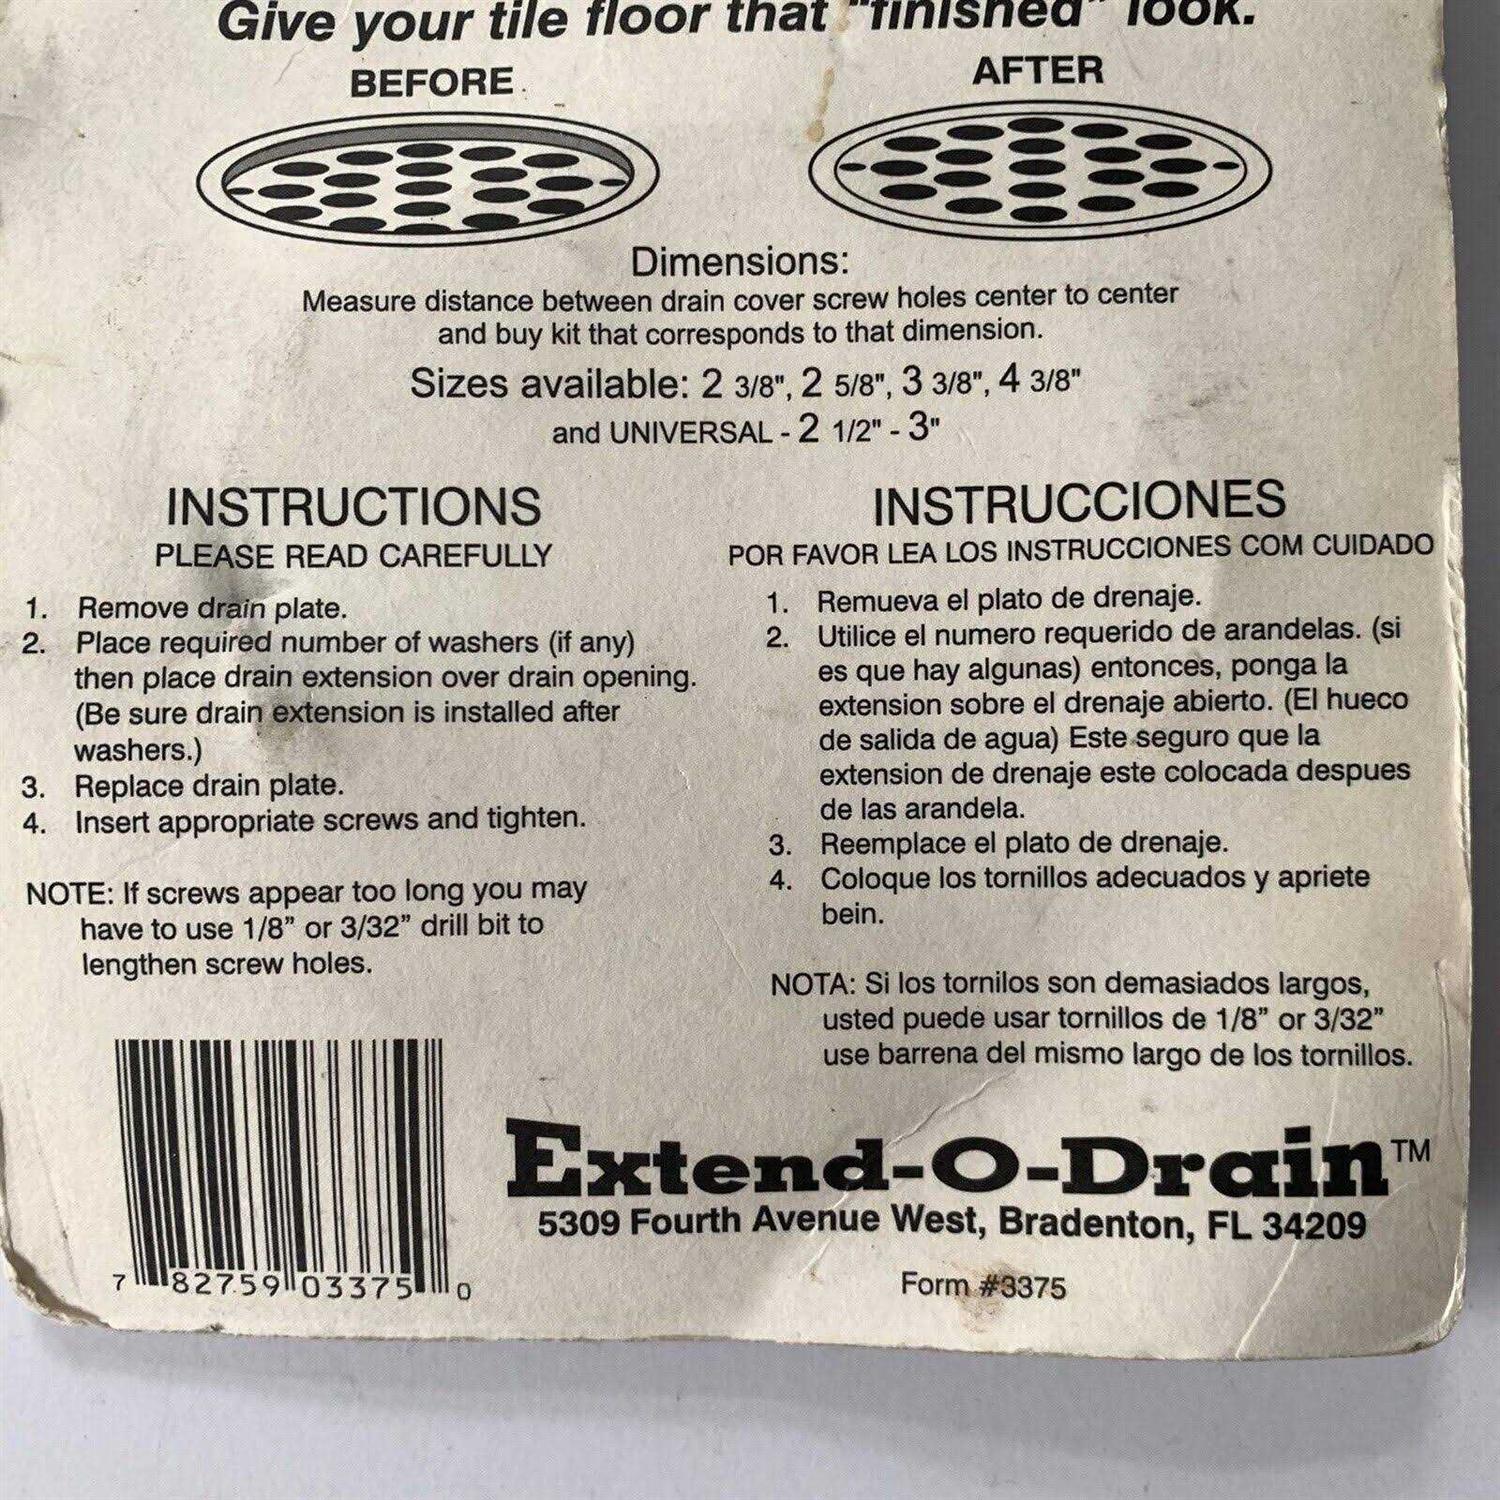 Give your tile floor that "finished" look.
BEFORE
AFTER
Dimensions:
Measure distance between drain cover screw holes center to center
and buy kit that corresponds to that dimension.
Sizes available: 2 3/8", 2 5/8", 3 3/8", 4 3/8"
and UNIVERSAL - 2 1/2" - 3"
INSTRUCTIONS
PLEASE READ CAREFULLY
1. Remove drain plate.
2. Place required number of washers (if any)
then place drain extension over drain opening.
(Be sure drain extension is installed after
washers.)
3. Replace drain plate.
4. Insert appropriate screws and tighten.
NOTE: If screws appear too long you may
have to use 1/8” or 3/32” drill bit to
lengthen screw holes.
INSTRUCCIONES
POR FAVOR LEA LOS INSTRUCCIONES COM CUIDADO
1. Remueva el plato de drenaje.
2. Utilice el numero requerido de arandelas. (si
es que hay algunas) entonces, ponga la
extension sobre el drenaje abierto. (El hueco
de salida de agua) Este seguro que la
extension de drenaje este colocada despues
de las arandela.
3. Reemplace el plato de drenaje.
4. Coloque los tornillos adecuados y apriete
bein.
NOTA: Si los tornilos son demasiados largos,
usted puede usar tornillos de 1/8” or 3/32”
use barrena del mismo largo de los tornillos.
7 82759 03375 0
Extend-O-Drain™
5309 Fourth Avenue West, Bradenton, FL 34209
Form #3375